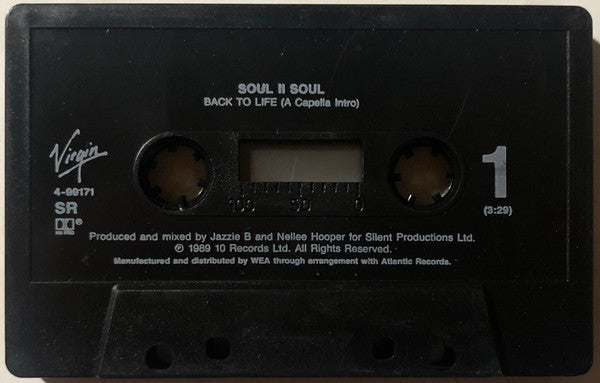 SOUL II SOUL
BACK TO LIFE (A Capella Intro)
Virgin
4-99171
SR
HX PRO
100 50 0
1
(3:29)
Produced and mixed by Jazzie B and Nellee Hooper for Silent Productions Ltd.
℗ 1989 10 Records Ltd. All Rights Reserved.
Manufactured and distributed by WEA through arrangement with Atlantic Records.